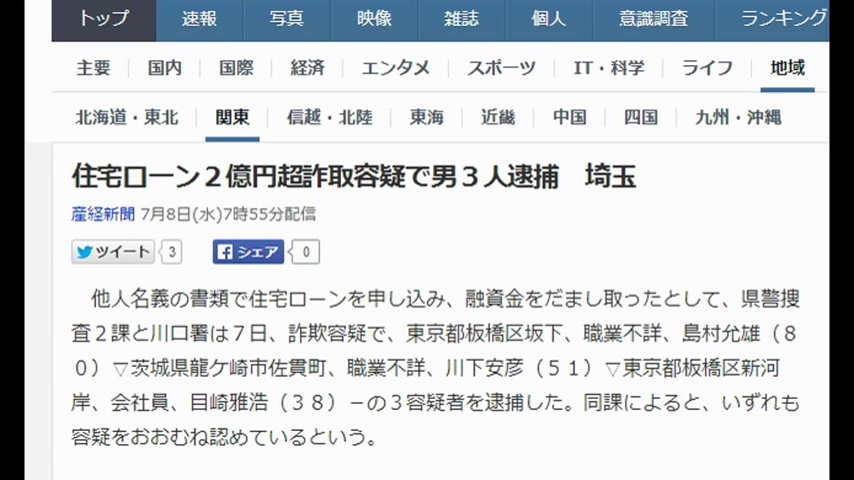 トップ 速報 写真 映像 雑誌 個人 意識調査 ランキング
主要 国内 国際 経済 エンタメ スポーツ IT・科学 ライフ 地域
北海道・東北 関東 信越・北陸 東海 近畿 中国 四国 九州・沖縄
住宅ローン２億円超詐取容疑で男３人逮捕　埼玉
産経新聞 7月8日(水)7時55分配信
ツイート 3 シェア 0
他人名義の書類で住宅ローンを申し込み、融資金をだまし取ったとして、県警捜
査２課と川口署は７日、詐欺容疑で、東京都板橋区坂下、職業不詳、島村允雄（８
０）▽茨城県龍ケ崎市佐貫町、職業不詳、川下安彦（５１）▽東京都板橋区新河
岸、会社員、目崎雅浩（３８）－の３容疑者を逮捕した。同課によると、いずれも
容疑をおおむね認めているという。